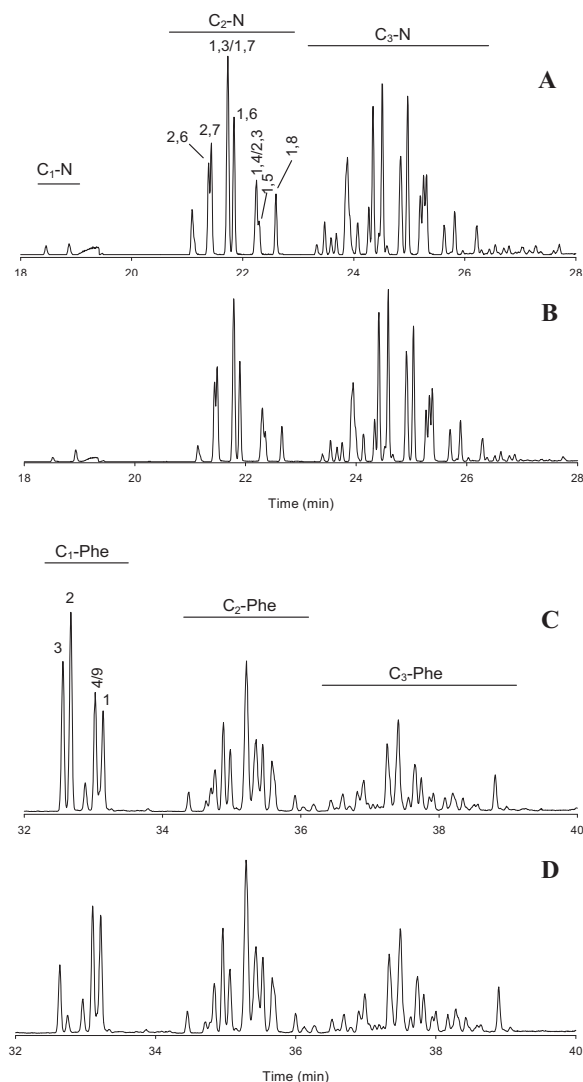 C₂-N
C₃-N
1,3/1,7
A
1,6
2,7
2,6
1,4/2,3
1,5
1,8
C₁-N
18 20 22 24 26 28
B
18 20 22 24 26 28
Time (min)
C₁-Phe
C₂-Phe
C
2
3
4/9
1
C₃-Phe
32 34 36 38 40
D
32 34 36 38 40
Time (min)